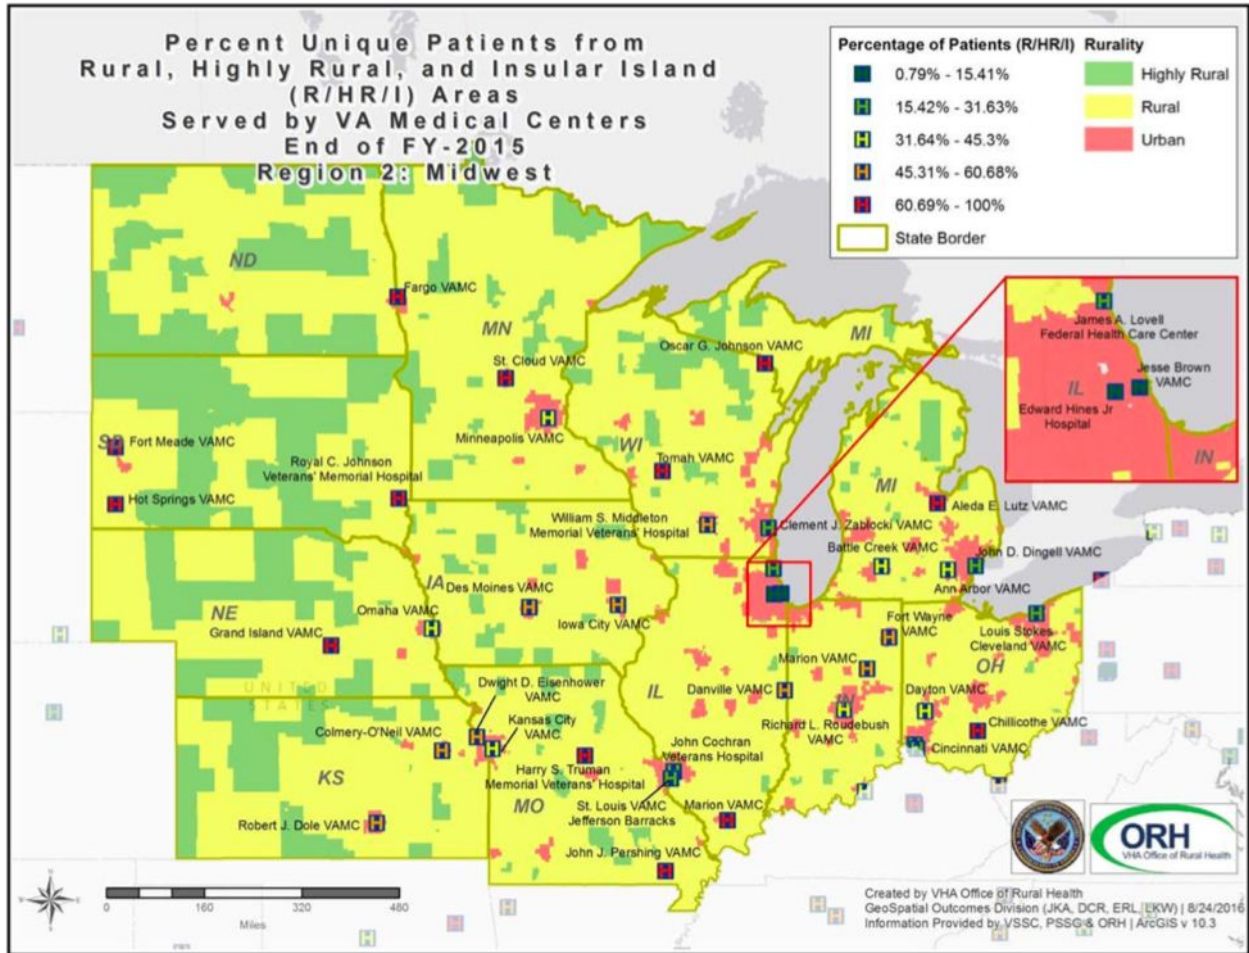 Percent Unique Patients from
Rural, Highly Rural, and Insular Island
(R/HR/I) Areas
Served by VA Medical Centers
End of FY-2015
Region 2: Midwest
Percentage of Patients (R/HR/I) Rurality
0.79% - 15.41% Highly Rural
15.42% - 31.63% Rural
31.64% - 45.3% Urban
45.31% - 60.68%
60.69% - 100%
State Border
James A. Lovell
Federal Health Care Center
Jesse Brown
VAMC
IL
Edward Hines Jr
Hospital
IN
ND
Fargo VAMC
MN
MI
St. Cloud VAMC
Oscar G. Johnson VAMC
Minneapolis VAMC
WI
SD
Fort Meade VAMC
Royal C. Johnson
Veterans' Memorial Hospital
Tomah VAMC
MI
Hot Springs VAMC
Aleda E. Lutz VAMC
William S. Middleton
Memorial Veterans' Hospital
Clement J. Zablocki VAMC
Battle Creek VAMC
John D. Dingell VAMC
Ann Arbor VAMC
IA
Des Moines VAMC
Iowa City VAMC
NE
Omaha VAMC
Grand Island VAMC
Fort Wayne
VAMC
Louis Stokes
Cleveland VAMC
OH
Marion VAMC
Dwight D. Eisenhower
VAMC
IL
Danville VAMC
IN
Dayton VAMC
UNITED
STATES
Kansas City
VAMC
Richard L. Roudebush
VAMC
Chillicothe VAMC
Colmery-O'Neil VAMC
John Cochran
Veterans Hospital
Cincinnati VAMC
KS
Harry S. Truman
Memorial Veterans' Hospital
MO
St. Louis VAMC
Jefferson Barracks
Marion VAMC
Robert J. Dole VAMC
John J. Pershing VAMC
ORH
VHA Office of Rural Health
0 160 320 480
Miles
Created by VHA Office of Rural Health
GeoSpatial Outcomes Division (JKA, DCR, ERL, LKW) | 8/24/2016
Information Provided by VSSC, PSSG & ORH | ArcGIS v 10.3